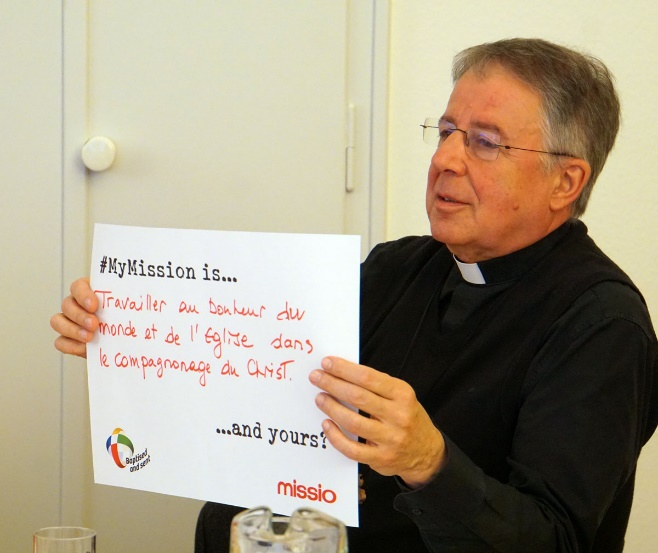 #MyMission is...
Travailler au bonheur du
monde et de l'Eglise dans
le compagnonage du Christ.
...and yours?
Baptised
and sent
missio